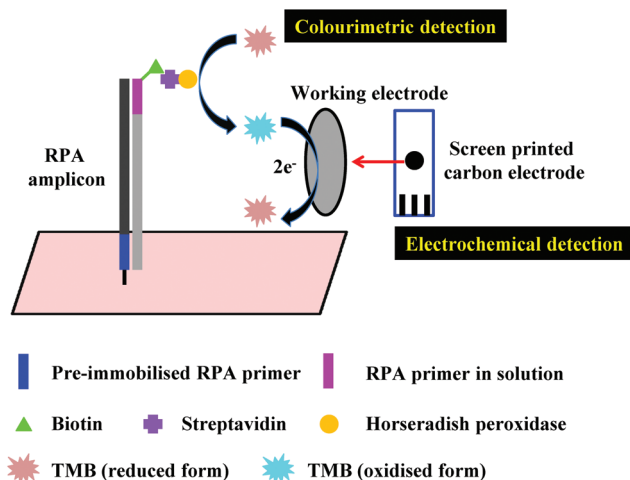 Colourimetric detection
Working electrode
RPA
amplicon
2e-
Screen printed
carbon electrode
Electrochemical detection
Pre-immobilised RPA primer
RPA primer in solution
Biotin
Streptavidin
Horseradish peroxidase
TMB (reduced form)
TMB (oxidised form)